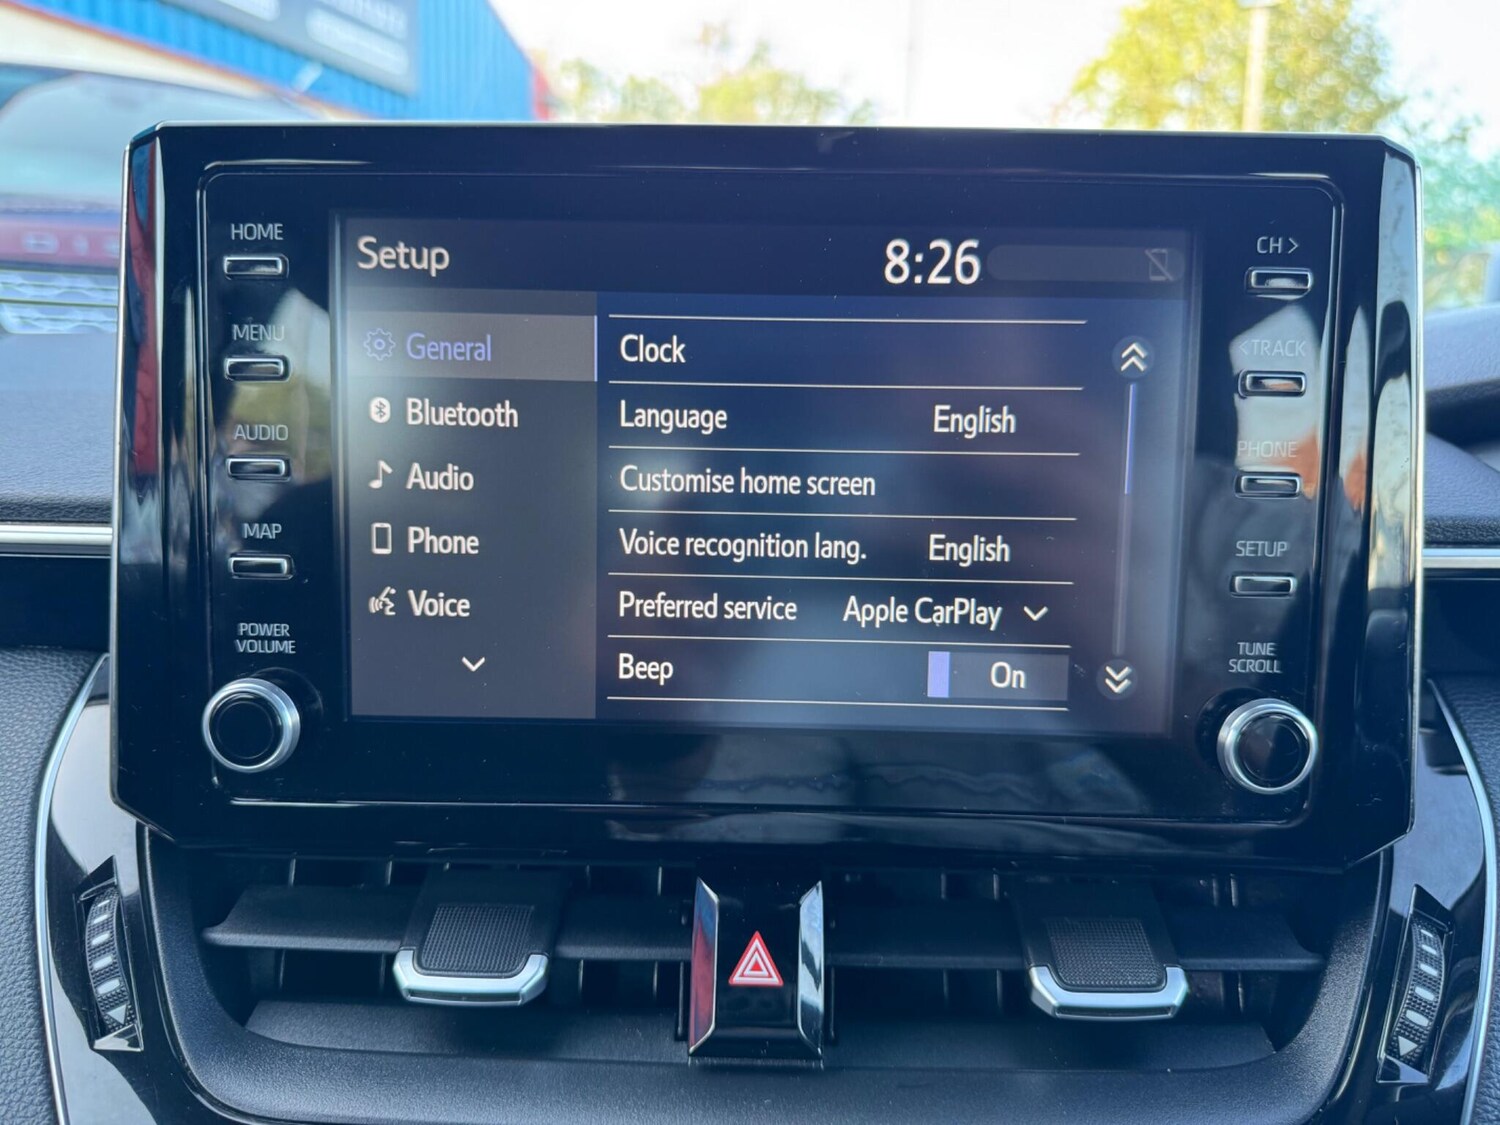 HOME
MENU
AUDIO
MAP
POWER
VOLUME
Setup
8:26
General
Bluetooth
Audio
Phone
Voice
Clock
Language English
Customise home screen
Voice recognition lang. English
Preferred service Apple CarPlay
Beep On
CH >
< TRACK
PHONE
SETUP
TUNE
SCROLL